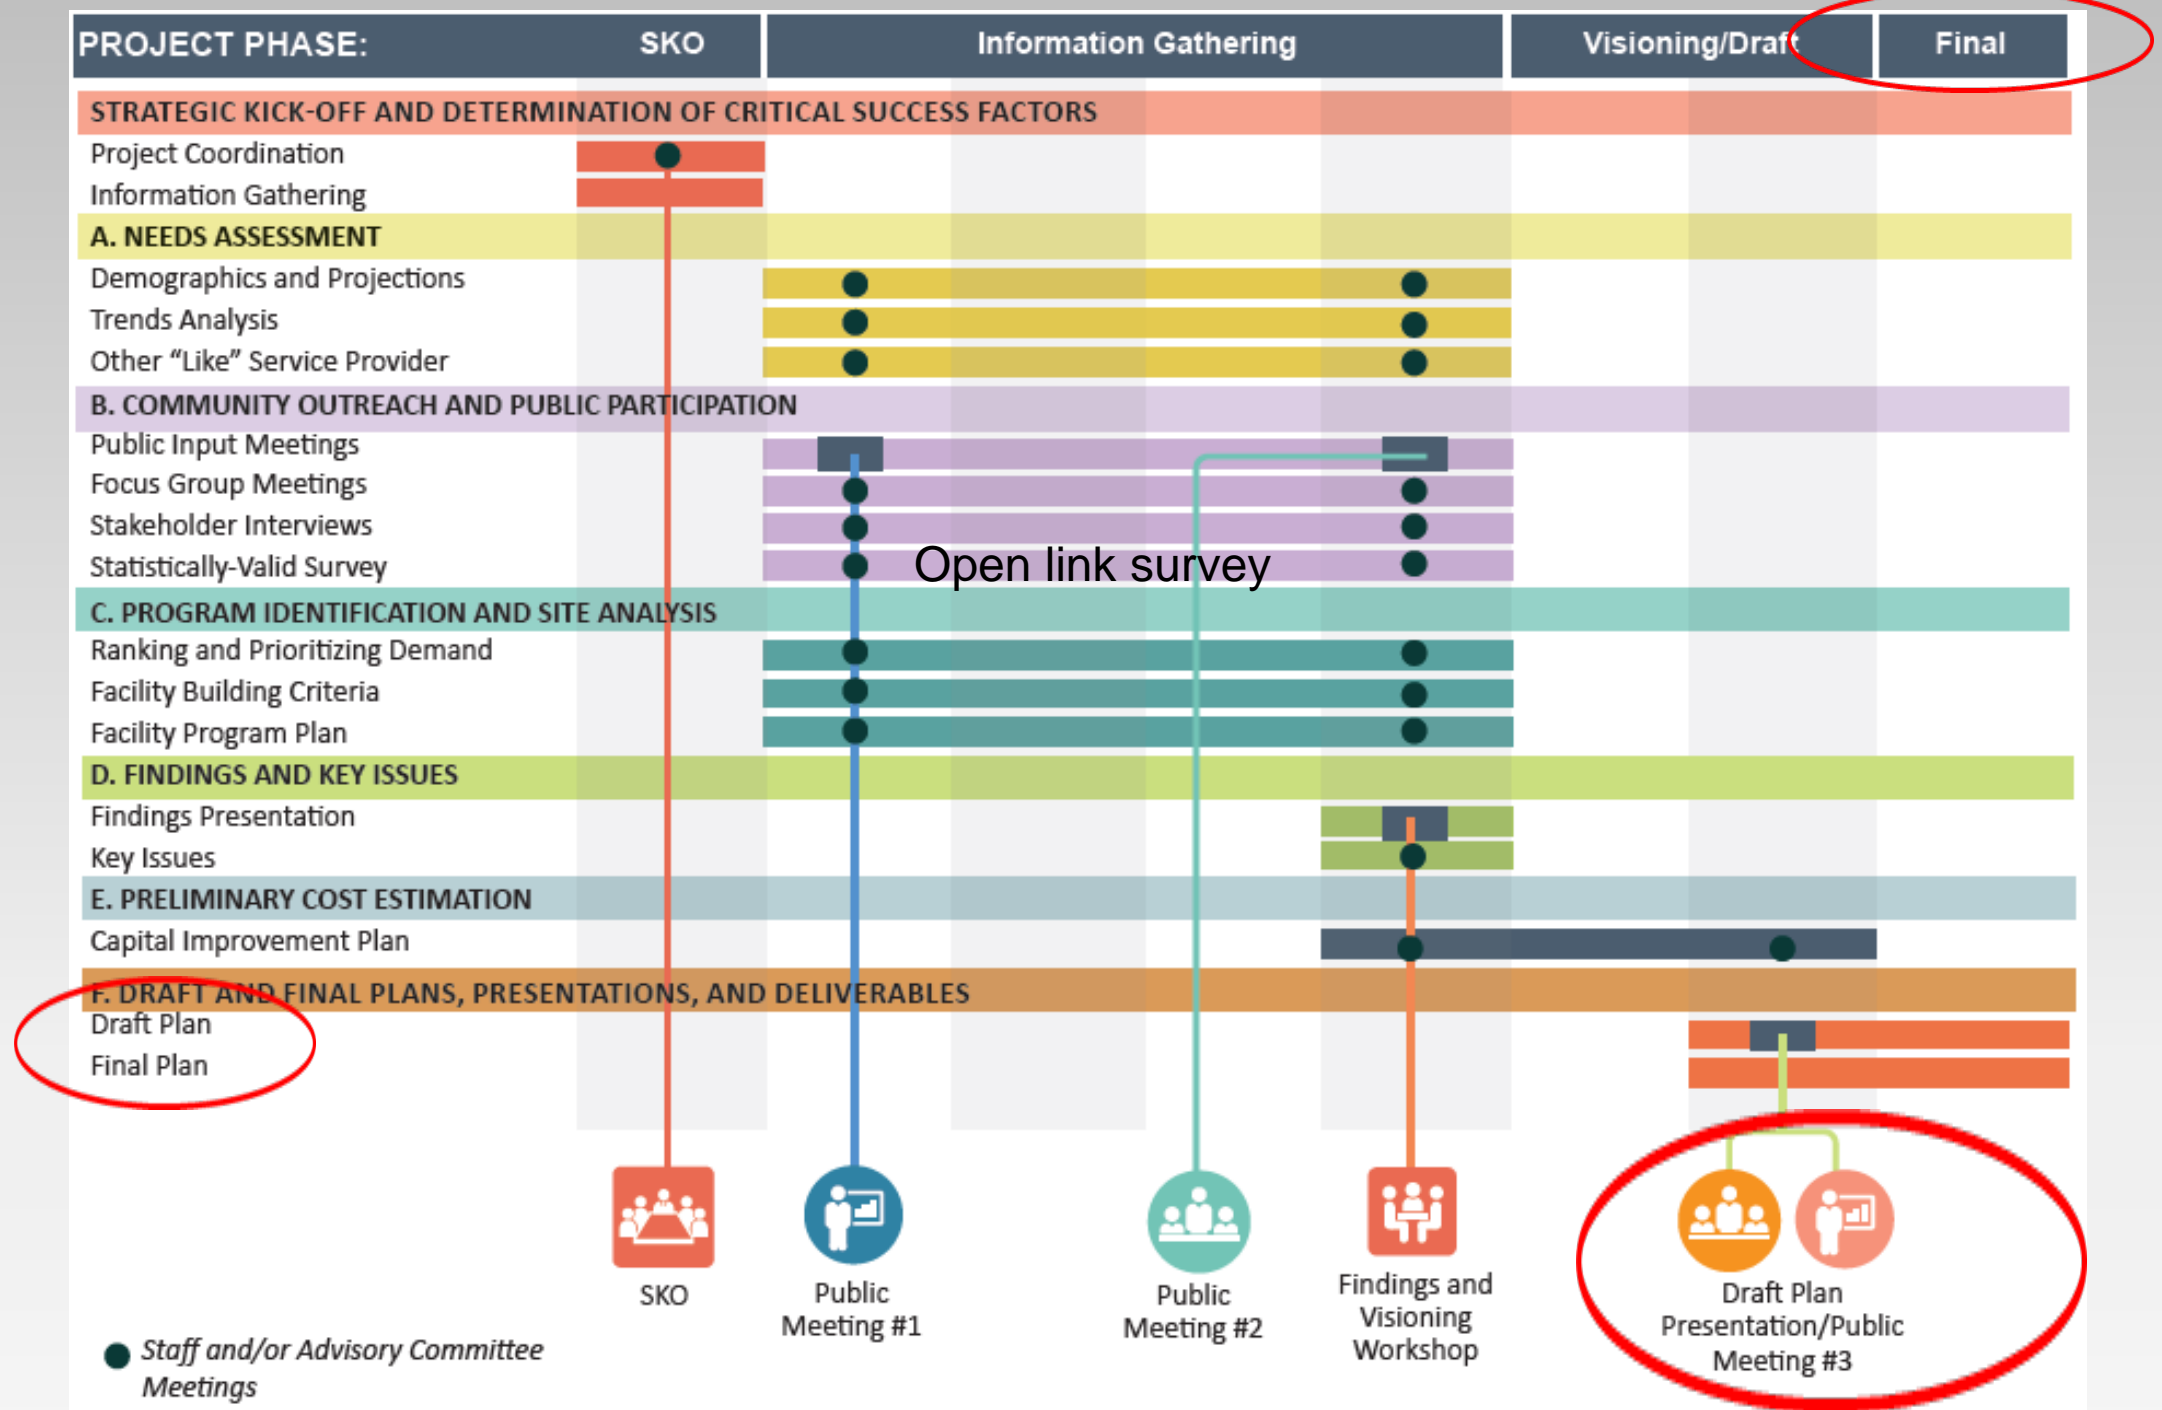 PROJECT PHASE: SKO Information Gathering Visioning/Draft Final
STRATEGIC KICK-OFF AND DETERMINATION OF CRITICAL SUCCESS FACTORS
Project Coordination
Information Gathering
A. NEEDS ASSESSMENT
Demographics and Projections
Trends Analysis
Other “Like” Service Provider
B. COMMUNITY OUTREACH AND PUBLIC PARTICIPATION
Public Input Meetings
Focus Group Meetings
Stakeholder Interviews
Statistically-Valid Survey
Open link survey
C. PROGRAM IDENTIFICATION AND SITE ANALYSIS
Ranking and Prioritizing Demand
Facility Building Criteria
Facility Program Plan
D. FINDINGS AND KEY ISSUES
Findings Presentation
Key Issues
E. PRELIMINARY COST ESTIMATION
Capital Improvement Plan
F. DRAFT AND FINAL PLANS, PRESENTATIONS, AND DELIVERABLES
Draft Plan
Final Plan
SKO
Public
Meeting #1
Public
Meeting #2
Findings and
Visioning
Workshop
Draft Plan
Presentation/Public
Meeting #3
Staff and/or Advisory Committee
Meetings